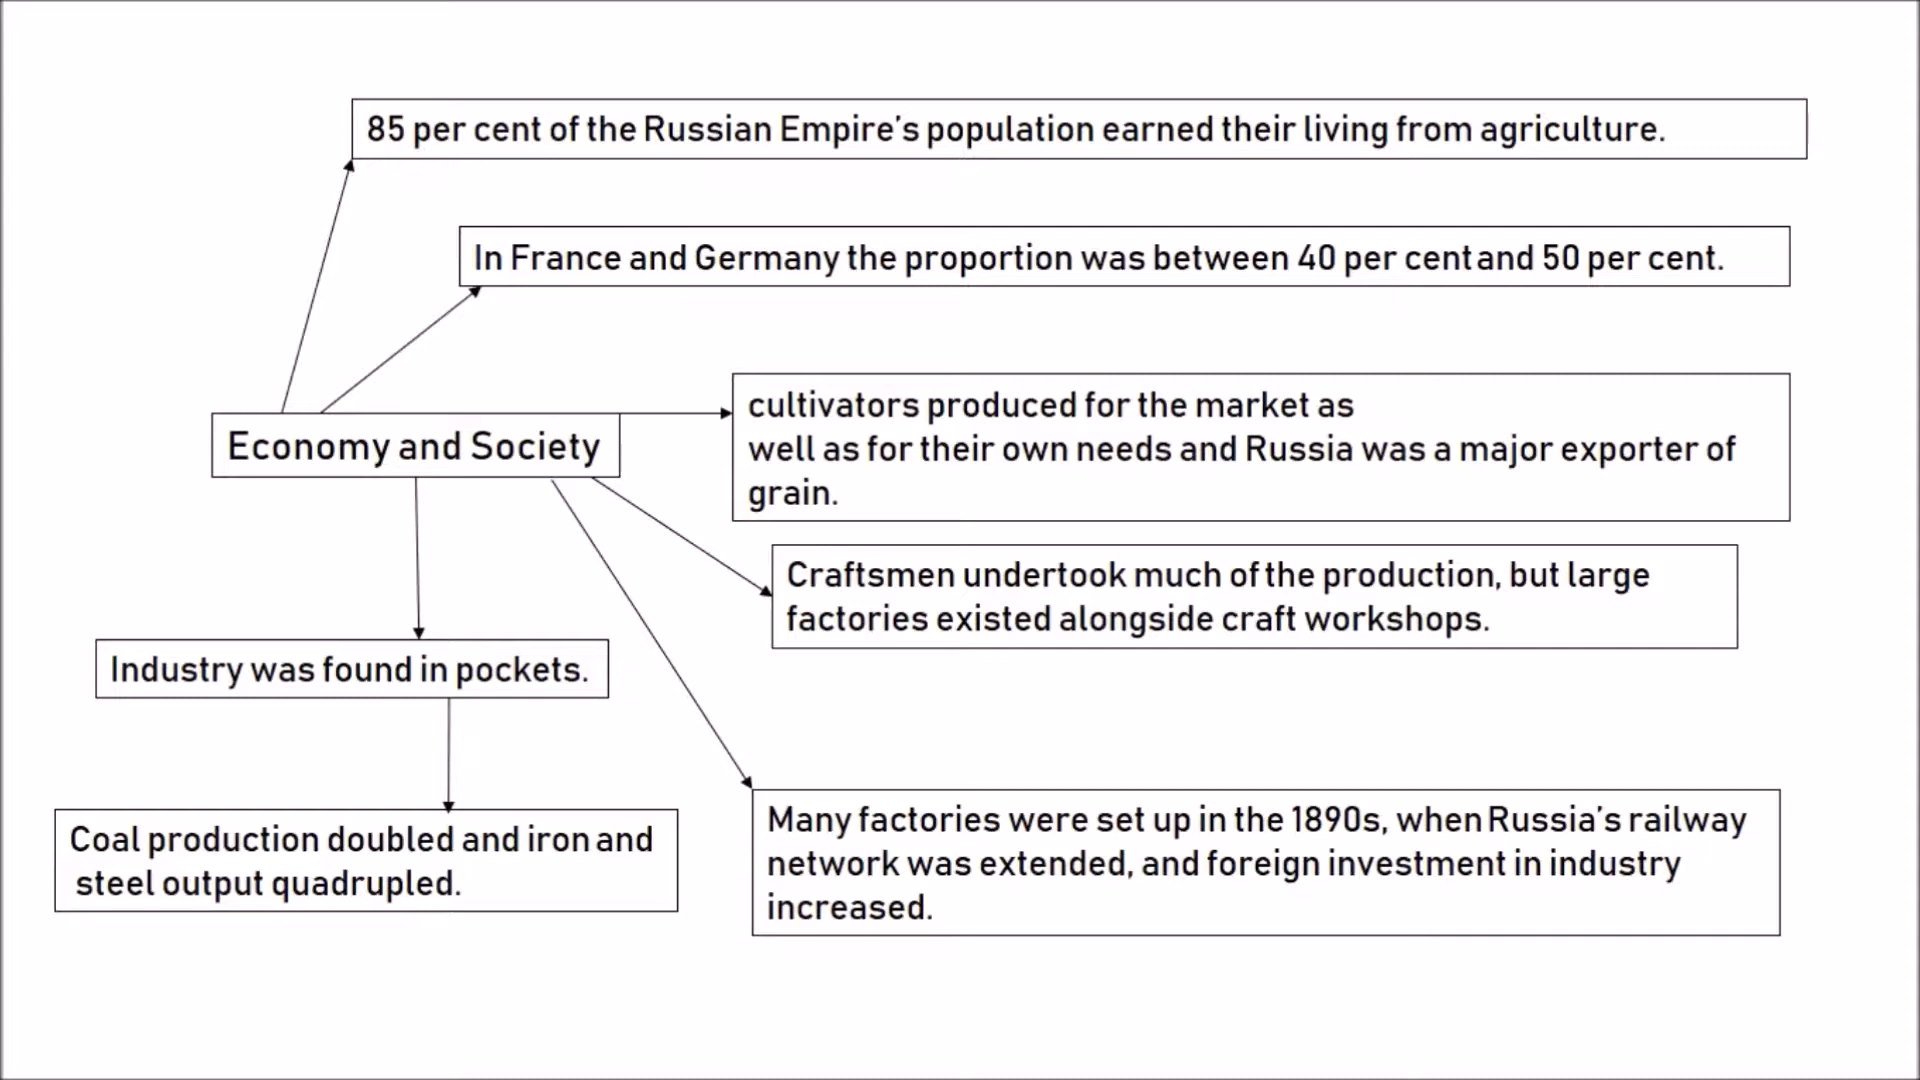 85 per cent of the Russian Empire's population earned their living from agriculture.
In France and Germany the proportion was between 40 per cent and 50 per cent.
cultivators produced for the market as
well as for their own needs and Russia was a major exporter of
grain.
Economy and Society
Craftsmen undertook much of the production, but large
factories existed alongside craft workshops.
Industry was found in pockets.
Coal production doubled and iron and
steel output quadrupled.
Many factories were set up in the 1890s, when Russia's railway
network was extended, and foreign investment in industry
increased.